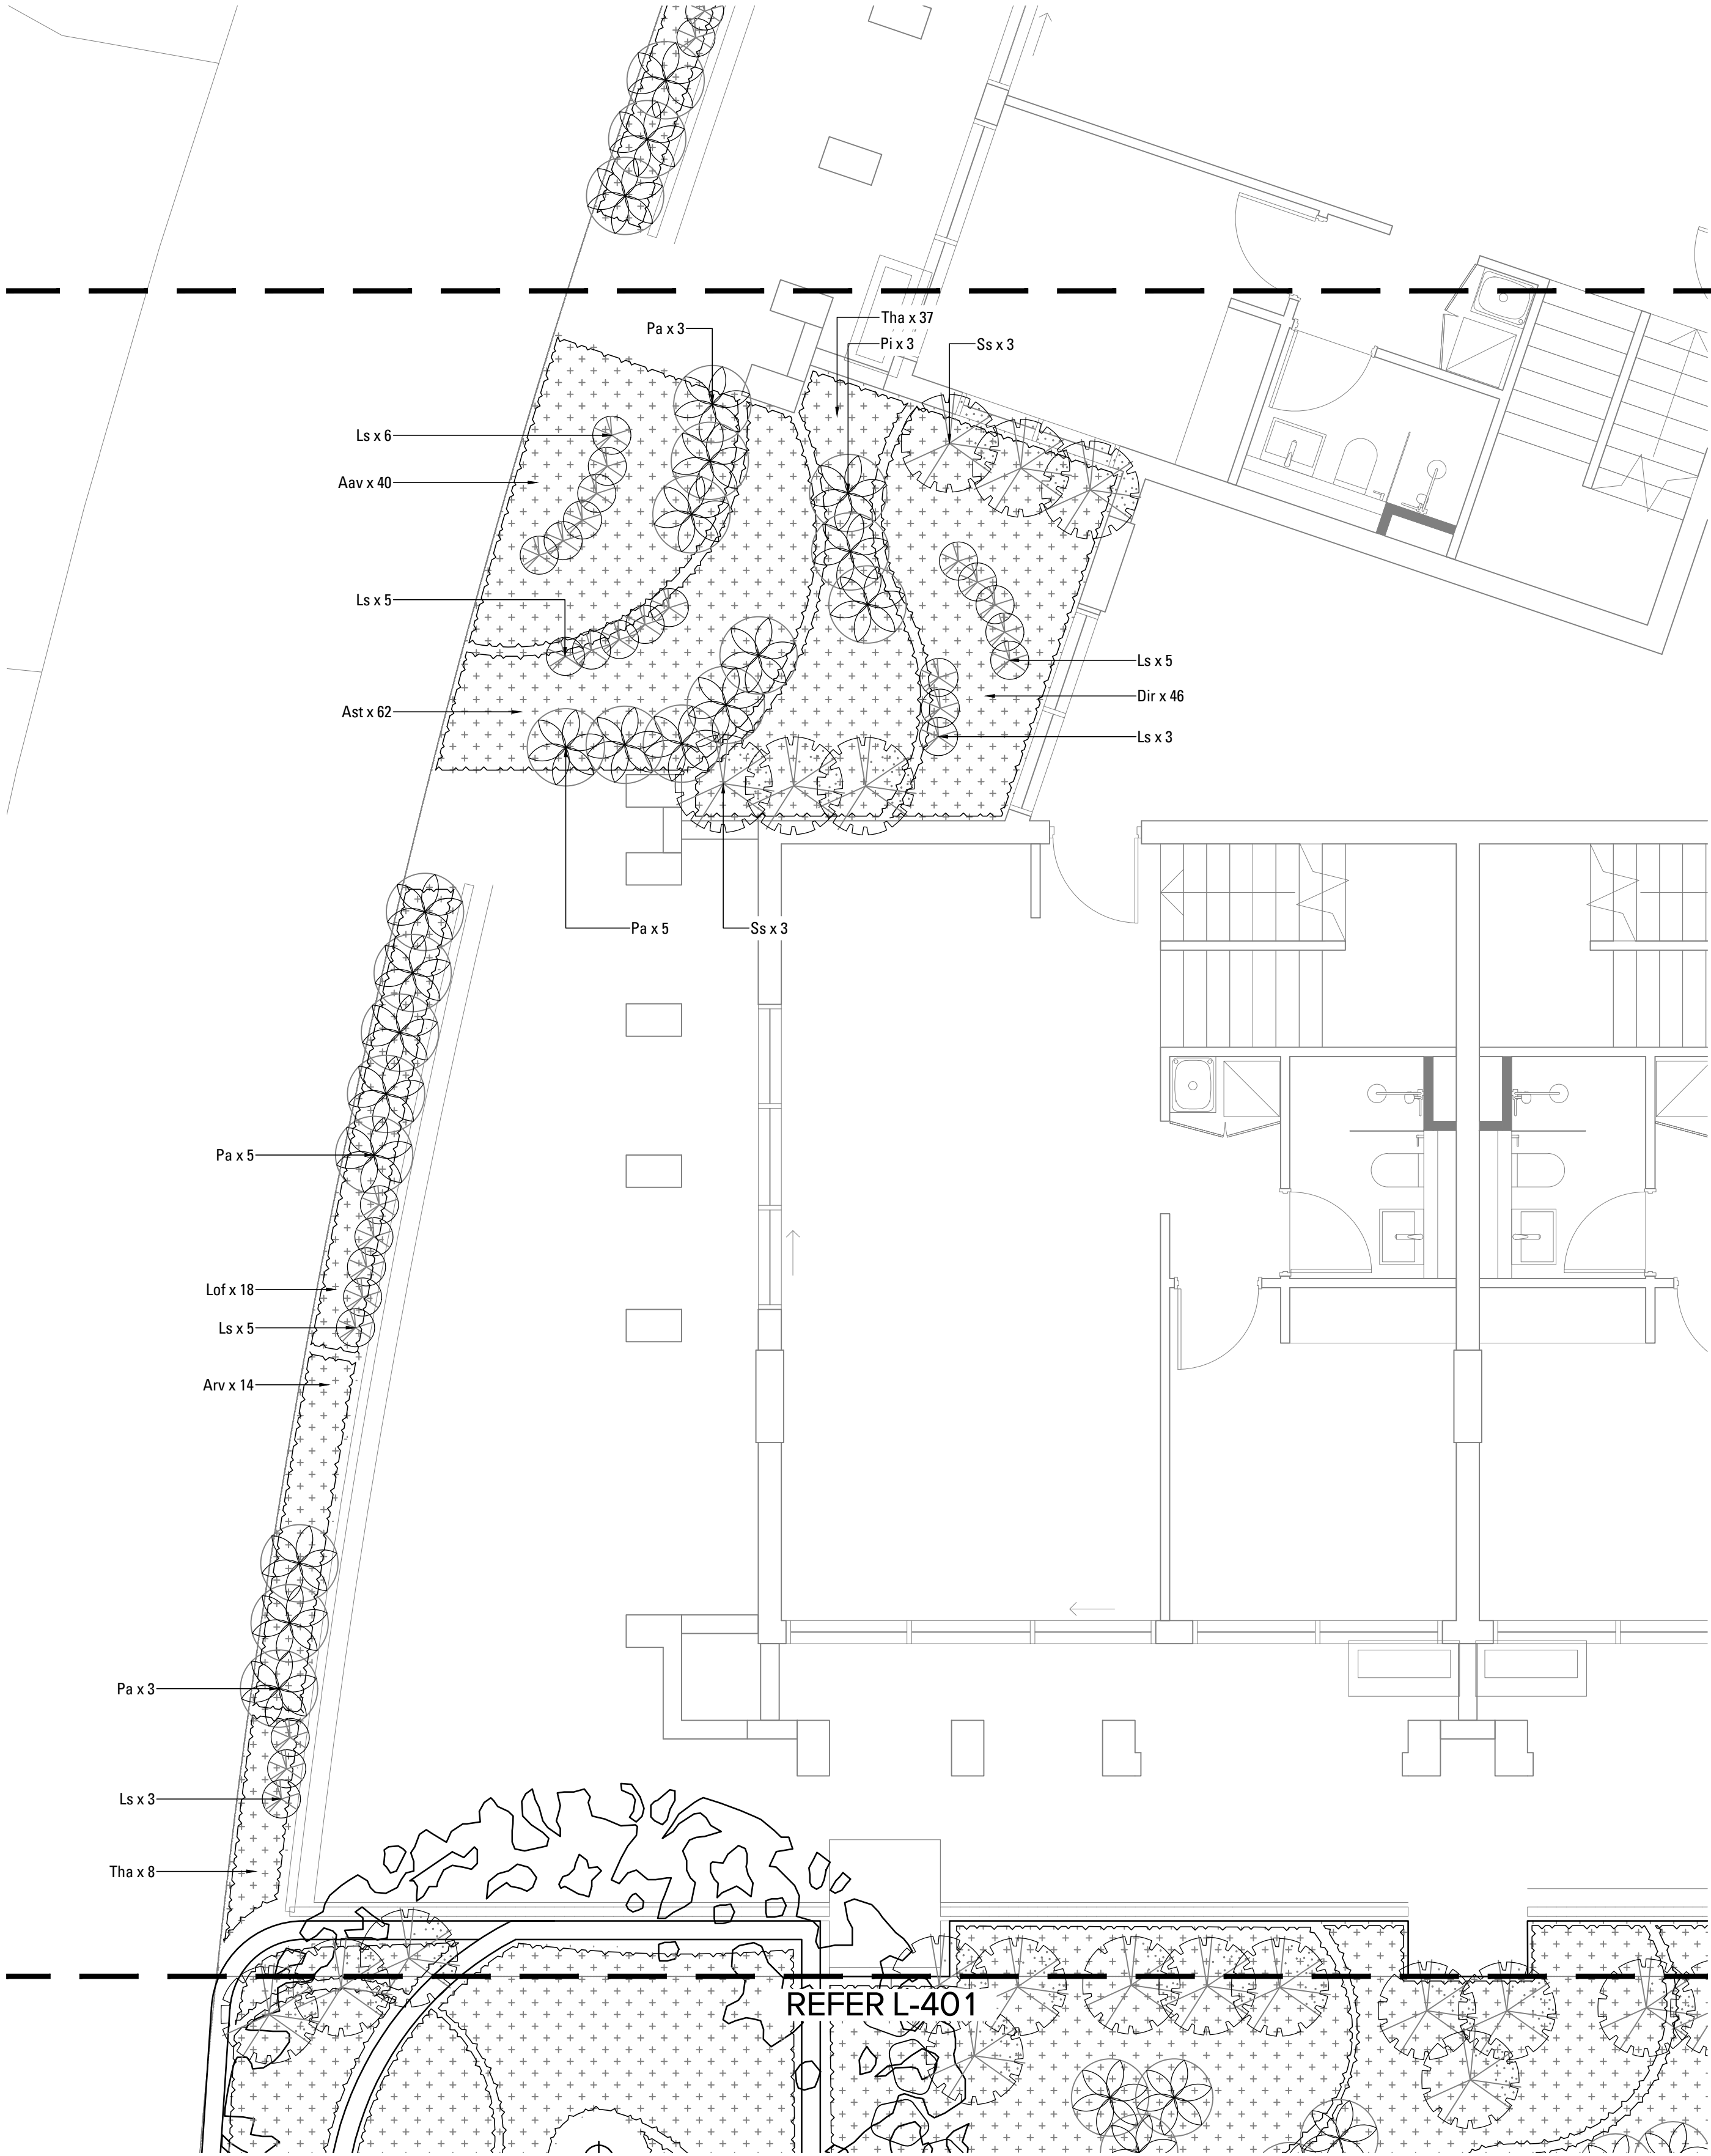 Tha x 37
Pa x 3
Pi x 3
Ss x 3
Ls x 6
Aav x 40
Ls x 5
Ls x 5
Dir x 46
Ast x 62
Ls x 3
Pa x 5
Ss x 3
Pa x 5
Lof x 18
Ls x 5
Arv x 14
Pa x 3
Ls x 3
Tha x 8
REFER L-401